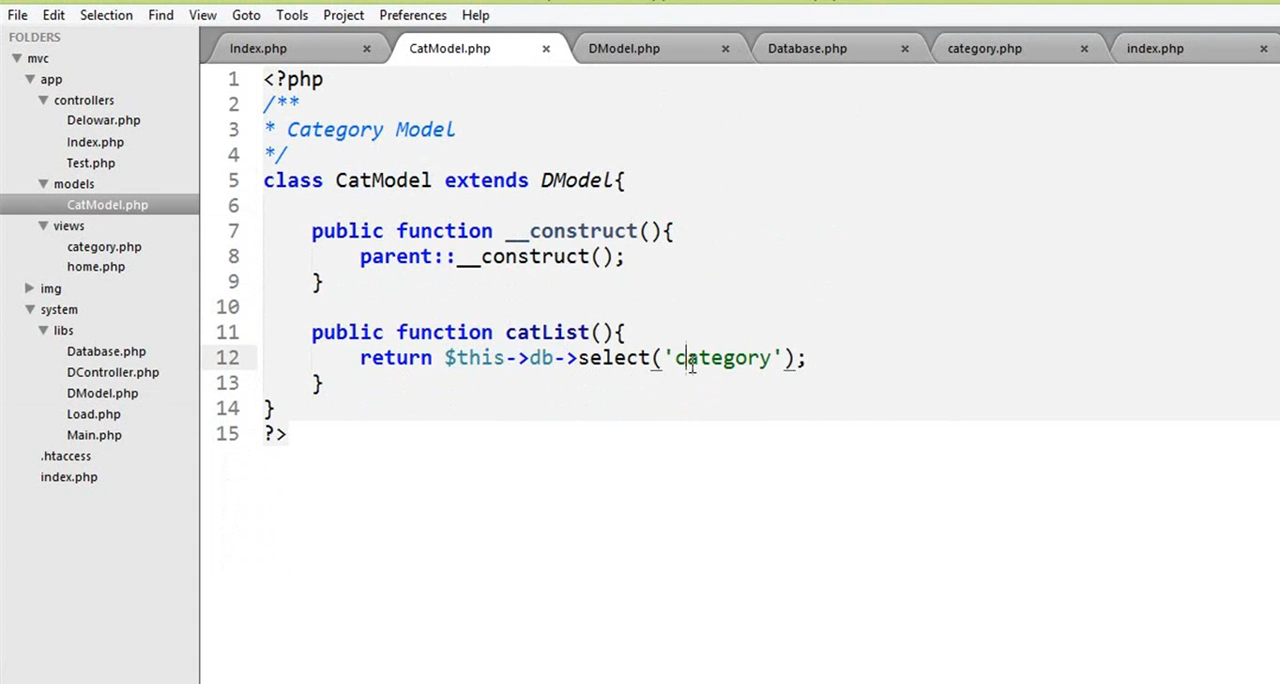 File Edit Selection Find View Goto Tools Project Preferences Help
FOLDERS
mvc
app
controllers
Delowar.php
Index.php
Test.php
models
CatModel.php
views
category.php
home.php
img
system
libs
Database.php
DController.php
DModel.php
Load.php
Main.php
.htaccess
index.php
Index.php × CatModel.php × DModel.php × Database.php × category.php × index.php ×
1 <?php
2 /**
3 * Category Model
4 */
5 class CatModel extends DModel{
6
7 public function __construct(){
8 parent::__construct();
9 }
10
11 public function catList(){
12 return $this->db->select('category');
13 }
14 }
15 ?>